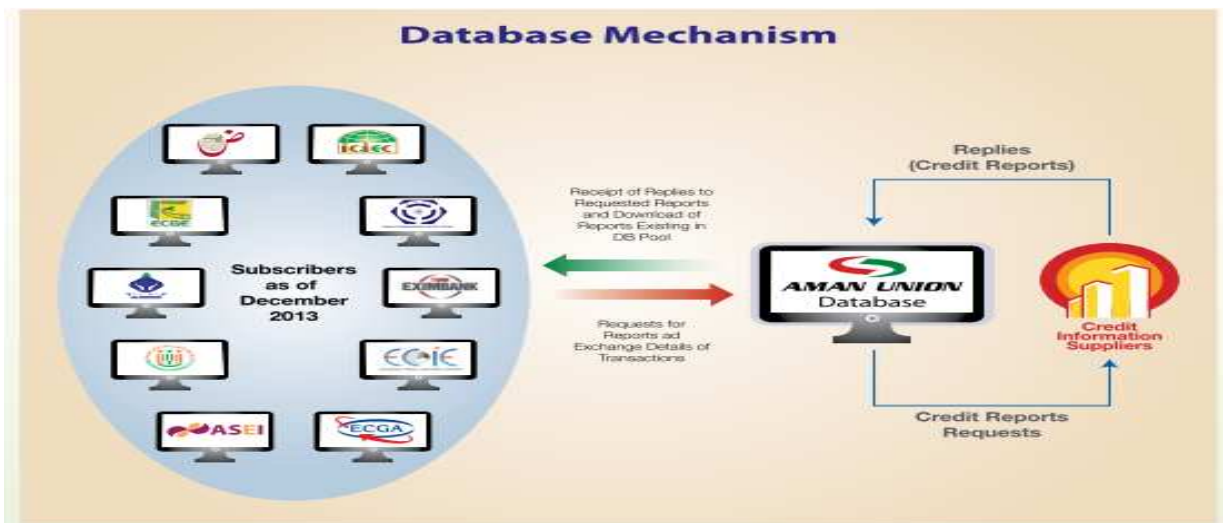 Database Mechanism
ض
ICIEC
ECGE
Subscribers
as of
December
2013
EXIMBANK
ECIE
ASEI
ECGA
Receipt of Replies to
Requested Reports
and Download of
Reports Existing in
DB Pool
Requests for
Reports ad
Exchange Details of
Transactions
AMAN UNION
Database
Replies
(Credit Reports)
Credit
Information
Suppliers
Credit Reports
Requests